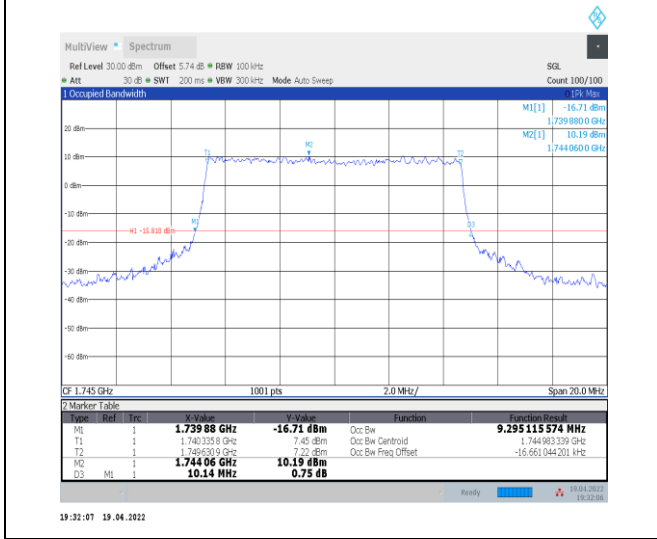 MultiView Spectrum
Ref Level 30.00 dBm Offset 5.74 dB RBW 100 kHz SGL
Att 30 dB SWT 200 ms VBW 300 kHz Mode Auto Sweep Count 100/100
1 Occupied Bandwidth 1Pk Max
M1[1] -16.71 dBm
1.739 880 0 GHz
M2[1] 10.19 dBm
1.744 060 0 GHz
20 dBm
10 dBm
T1
M2
T2
0 dBm
-10 dBm
M1
D3
H1 -15.810 dBm
-20 dBm
-30 dBm
-40 dBm
-50 dBm
-60 dBm
CF 1.745 GHz 1001 pts 2.0 MHz/ Span 20.0 MHz
2 Marker Table
Type Ref Trc X-Value Y-Value Function Function Result
M1 1 1.739 88 GHz -16.71 dBm Occ Bw 9.295 115 574 MHz
T1 1 1.740 335 8 GHz 7.45 dBm Occ Bw Centroid 1.744 983 339 GHz
T2 1 1.749 630 9 GHz 7.22 dBm Occ Bw Freq Offset -16.661 044 201 kHz
M2 1 1.744 06 GHz 10.19 dBm
D3 M1 1 10.14 MHz 0.75 dB
Ready 19.04.2022
19:32:06
19:32:07 19.04.2022